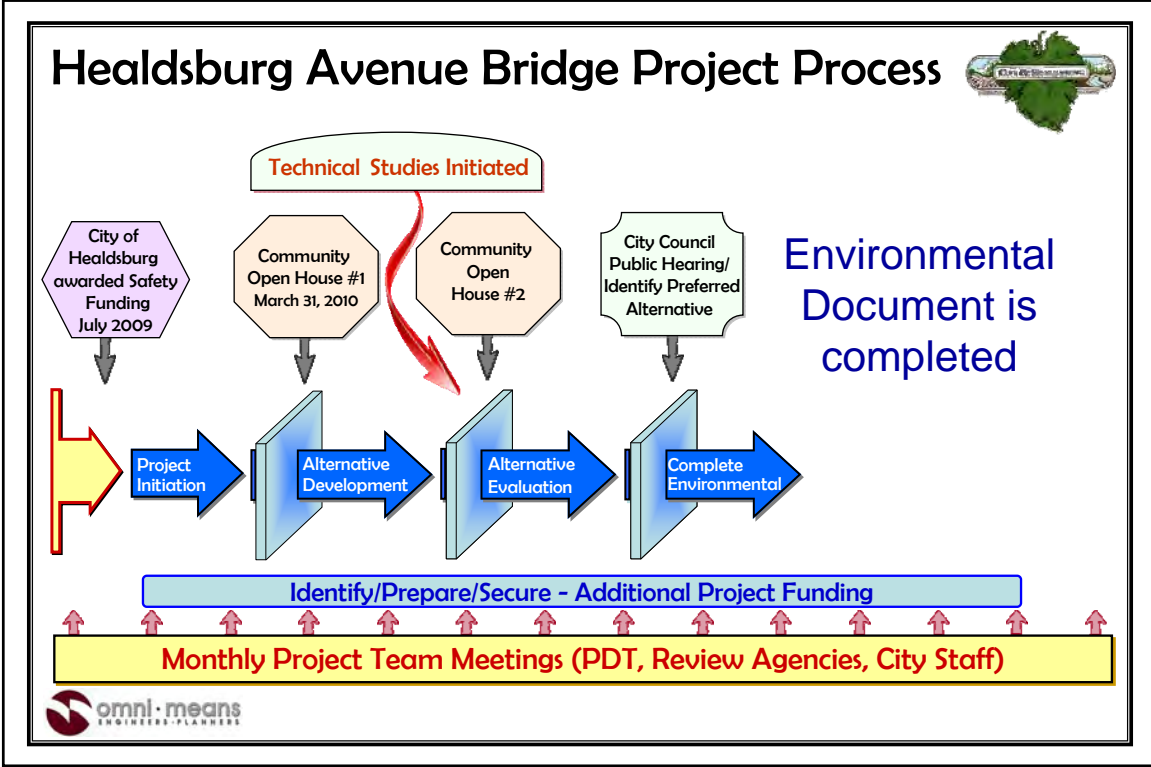 Healdsburg Avenue Bridge Project Process
Technical Studies Initiated
City of
Healdsburg
awarded Safety
Funding
July 2009
Community
Open House #1
March 31, 2010
Community
Open
House #2
City Council
Public Hearing/
Identify Preferred
Alternative
Environmental
Document is
completed
Project
Initiation
Alternative
Development
Alternative
Evaluation
Complete
Environmental
Identify/Prepare/Secure - Additional Project Funding
Monthly Project Team Meetings (PDT, Review Agencies, City Staff)
omni·means
ENGINEERS·PLANNERS